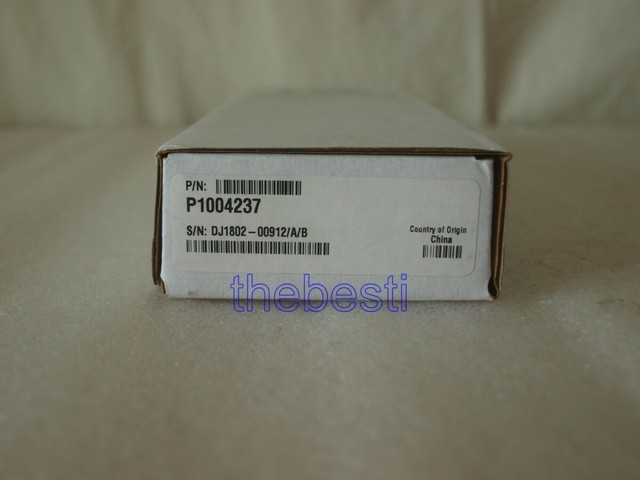 P/N:
P1004237
S/N: DJ1802-00912/A/B
Country of Origin
China
thebesti